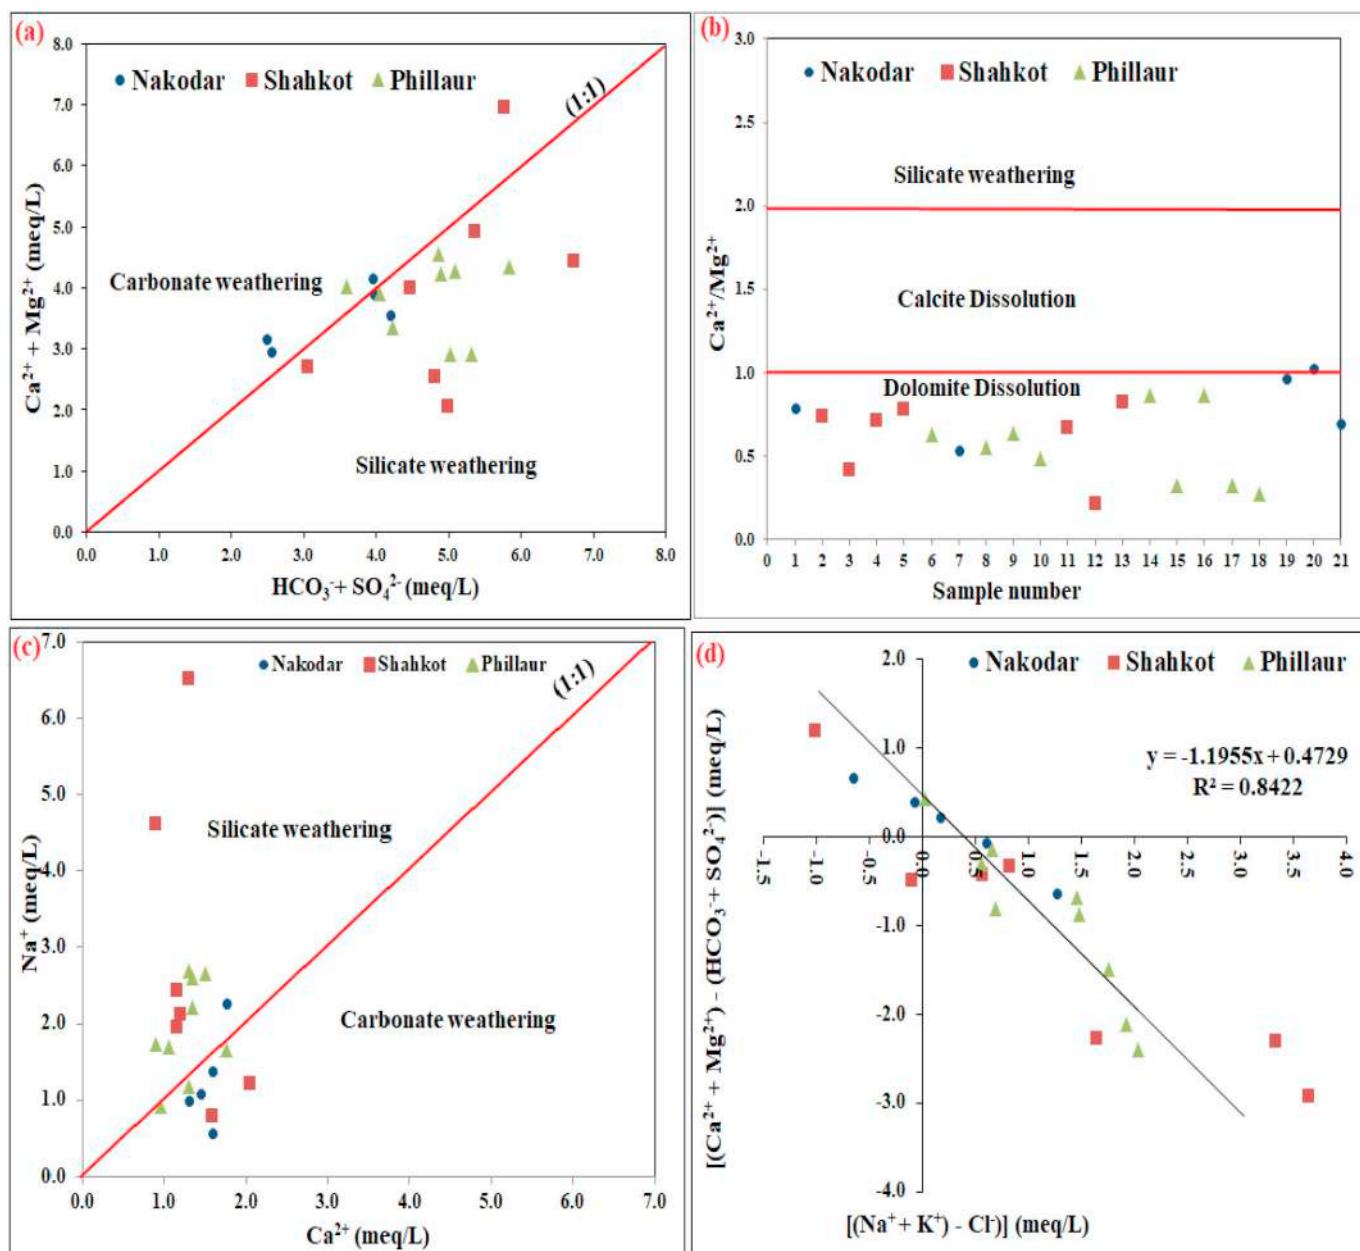 (a)
8.0
Nakodar Shahkot Phillaur
(1:1)
7.0
6.0
5.0
Carbonate weathering
4.0
3.0
2.0
Silicate weathering
1.0
0.0
0.0 1.0 2.0 3.0 4.0 5.0 6.0 7.0 8.0
Ca²⁺ + Mg²⁺ (meq/L)
HCO₃⁻+ SO₄²⁻ (meq/L)
(b)
3.0
Nakodar Shahkot Phillaur
2.5
Silicate weathering
2.0
1.5
Calcite Dissolution
1.0
Dolomite Dissolution
0.5
0.0
0 1 2 3 4 5 6 7 8 9 10 11 12 13 14 15 16 17 18 19 20 21
Ca²⁺/Mg²⁺
Sample number
(c)
7.0
Nakodar Shahkot Phillaur
(1:1)
6.0
5.0
Silicate weathering
4.0
3.0
2.0
Carbonate weathering
1.0
0.0
0.0 1.0 2.0 3.0 4.0 5.0 6.0 7.0
Na⁺ (meq/L)
Ca²⁺ (meq/L)
(d)
2.0
Nakodar Shahkot Phillaur
1.0
y = -1.1955x + 0.4729
R² = 0.8422
0.0
-1.5 -1.0 -0.5 0.0 0.5 1.0 1.5 2.0 2.5 3.0 3.5 4.0
-1.0
-2.0
-3.0
-4.0
[(Ca²⁺ + Mg²⁺) - (HCO₃⁻+ SO₄²⁻)] (meq/L)
[(Na⁺ + K⁺) - Cl⁻)] (meq/L)